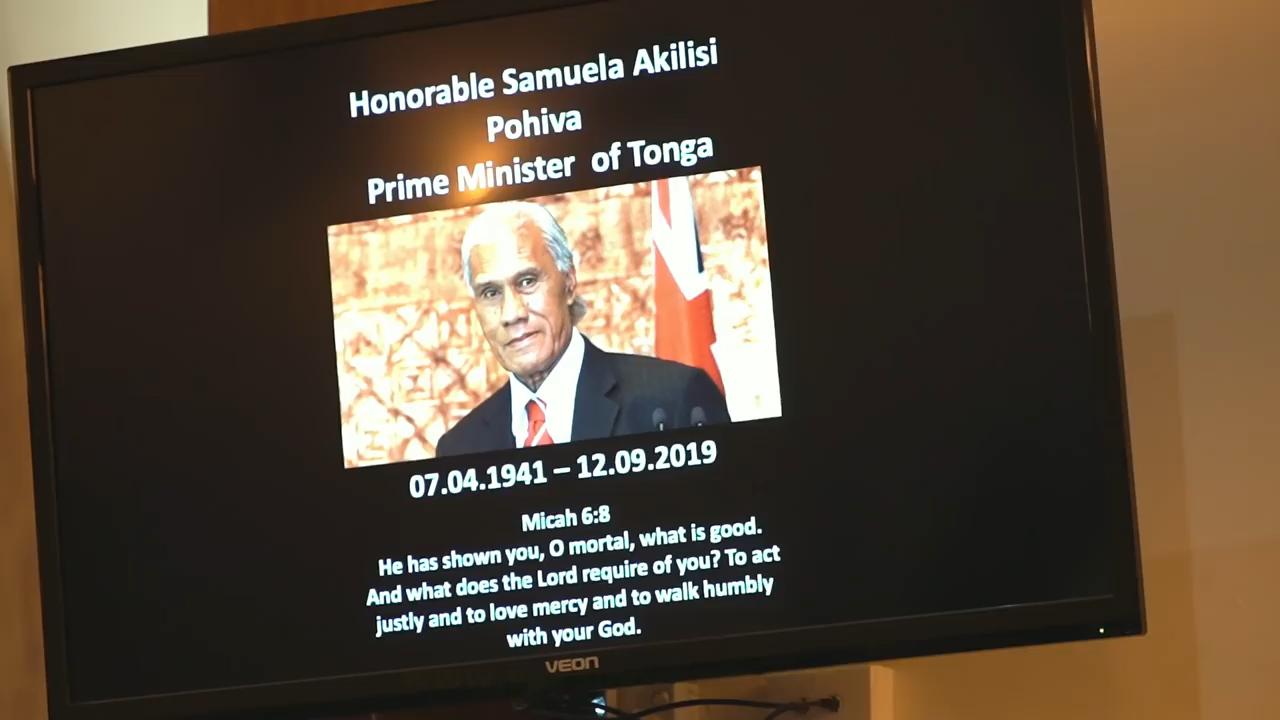 Honorable Samuela Akilisi
Pohiva
Prime Minister of Tonga
07.04.1941 – 12.09.2019
Micah 6:8
He has shown you, O mortal, what is good.
And what does the Lord require of you? To act
justly and to love mercy and to walk humbly
with your God.
VEON